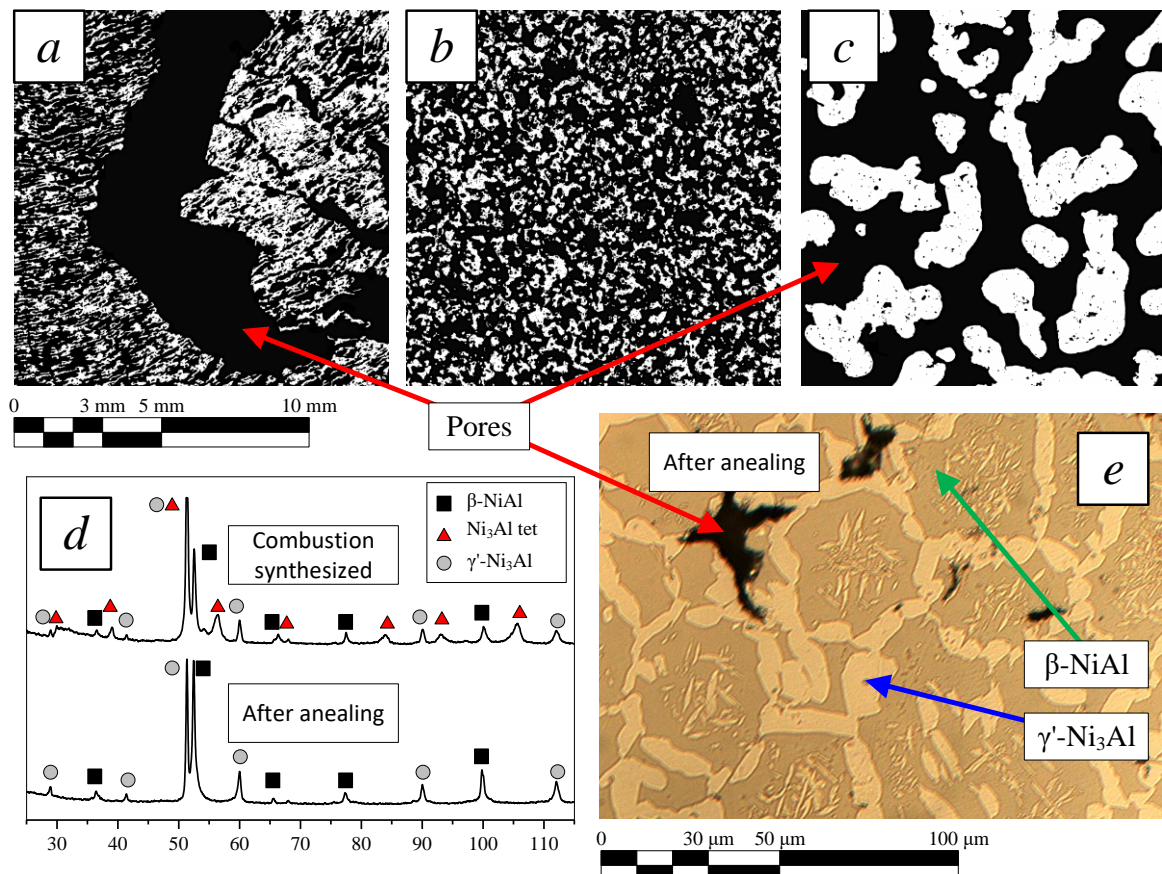 a
b
c
0 3 mm 5 mm 10 mm
Pores
d
β-NiAl
Ni₃Al tet
γ'-Ni₃Al
Combustion
synthesized
After anealing
30 40 50 60 70 80 90 100 110
After anealing
e
β-NiAl
γ'-Ni₃Al
0 20 μm 50 μm 100 μm